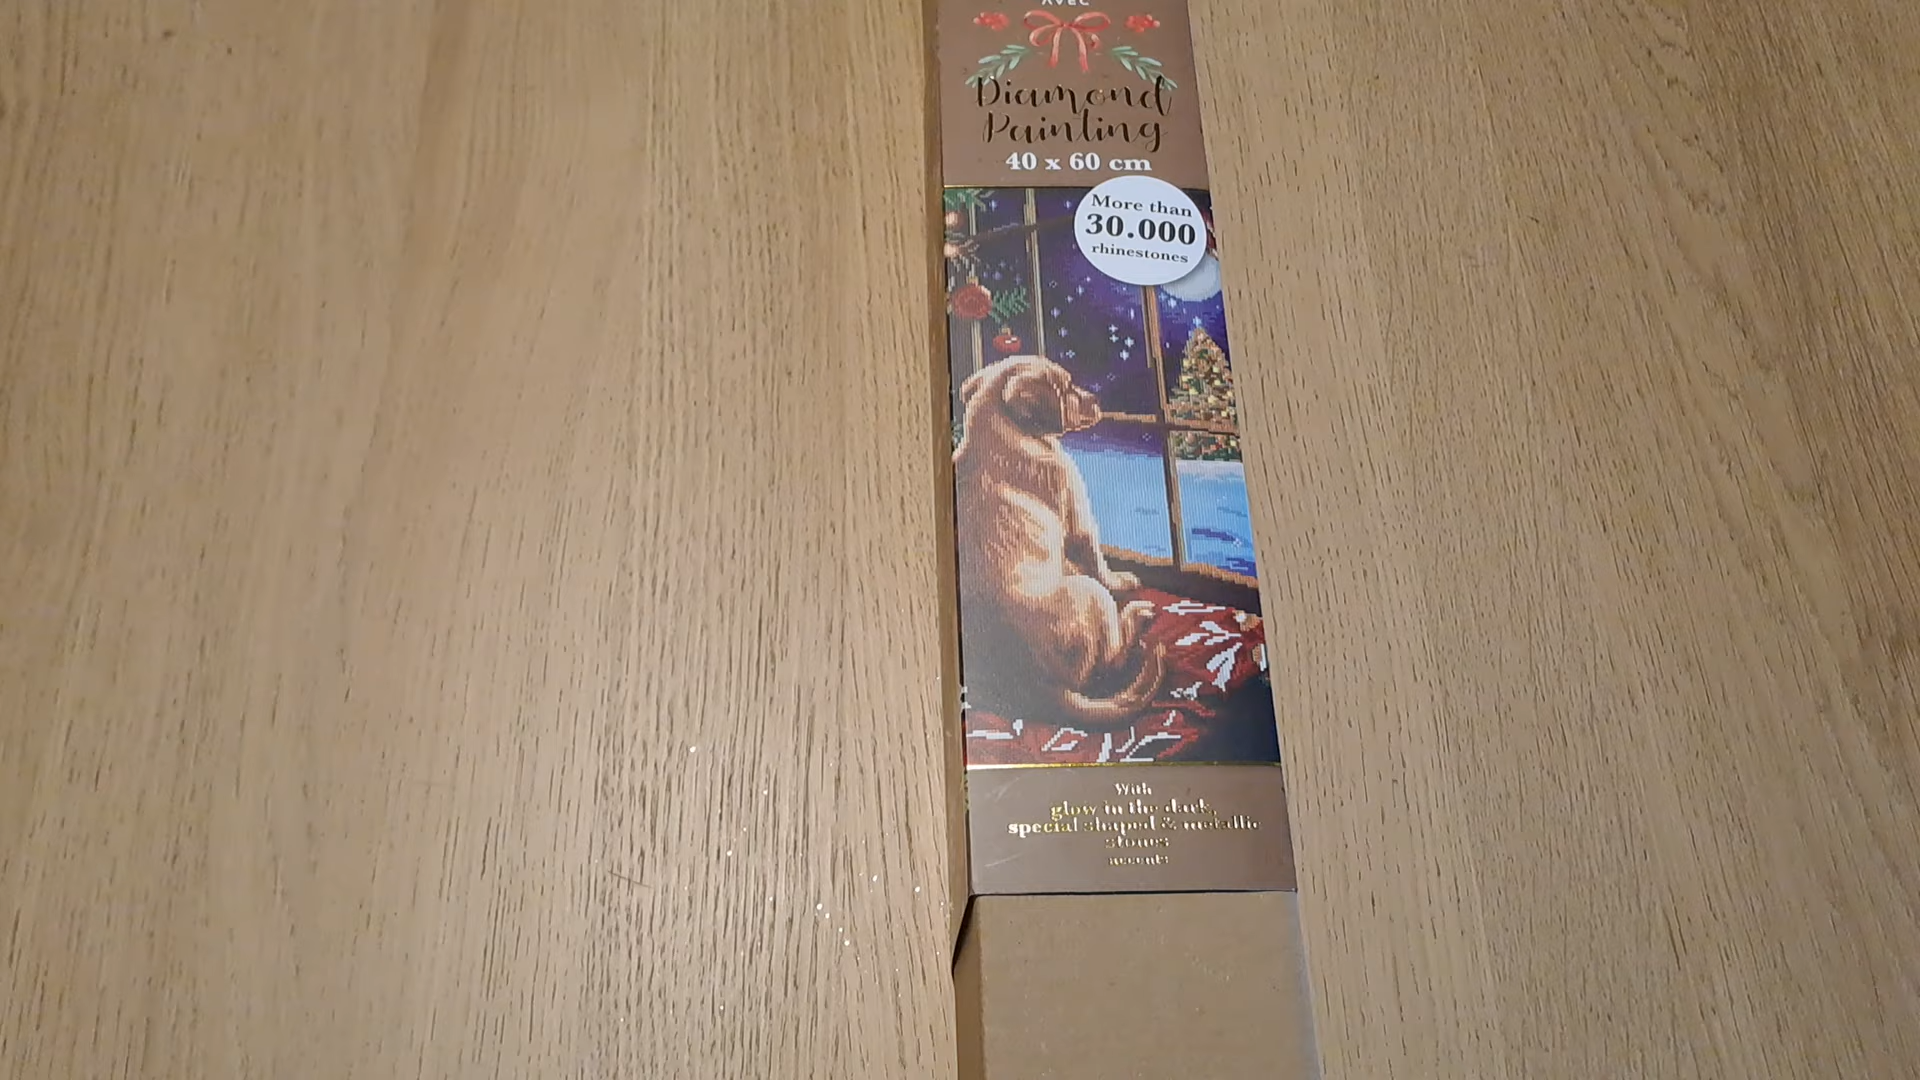 AVEC
Diamond
Painting
40 x 60 cm
More than
30.000
rhinestones
With
glow in the dark,
special shaped & metallic
stones
accents